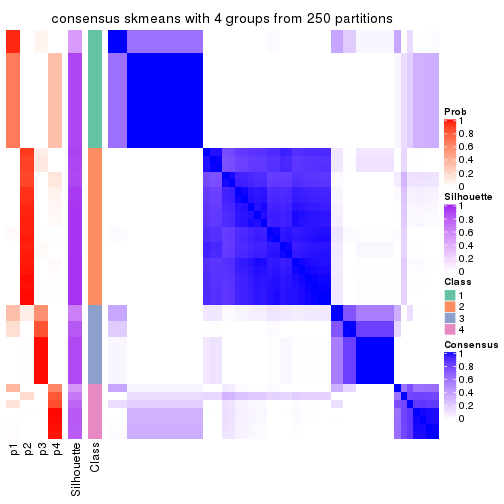 consensus skmeans with 4 groups from 250 partitions
Prob
1
0.8
0.6
0.4
0.2
0
Silhouette
1
0.8
0.6
0.4
0.2
0
Class
1
2
3
4
Consensus
1
0.8
0.6
0.4
0.2
0
p1
p2
p3
p4
Silhouette
Class